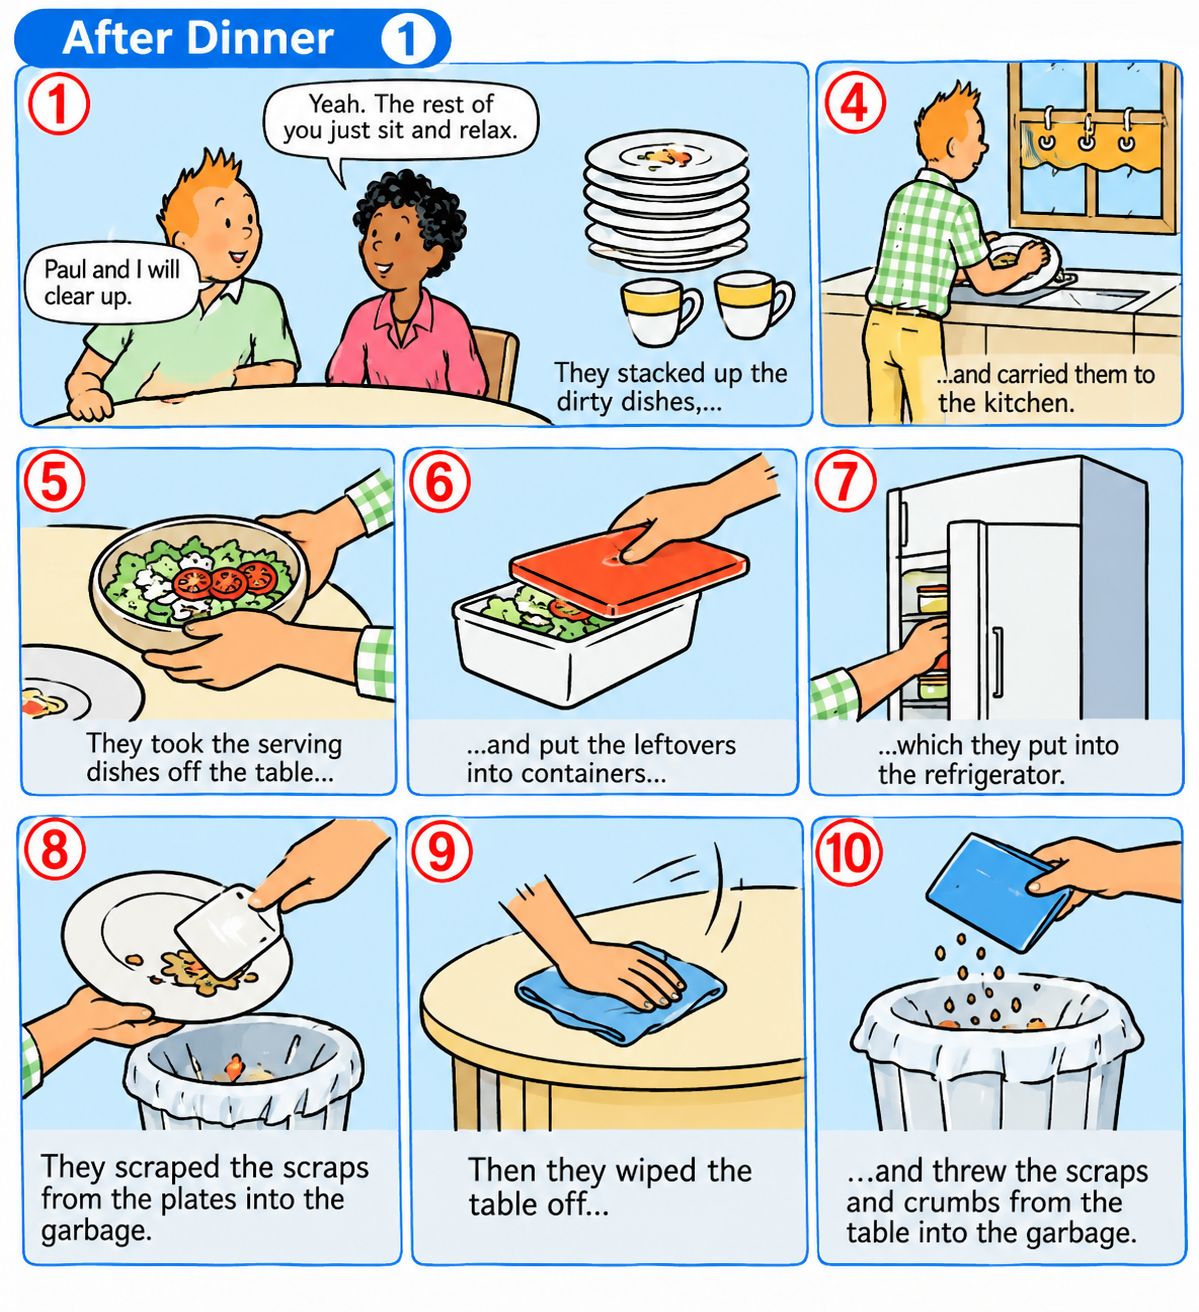 After Dinner 1
1
Yeah. The rest of
you just sit and relax.
Paul and I will
clear up.
They stacked up the
dirty dishes,...
4
...and carried them to
the kitchen.
5
They took the serving
dishes off the table...
6
...and put the leftovers
into containers...
7
...which they put into
the refrigerator.
8
They scraped the scraps
from the plates into the
garbage.
9
Then they wiped the
table off...
10
...and threw the scraps
and crumbs from the
table into the garbage.